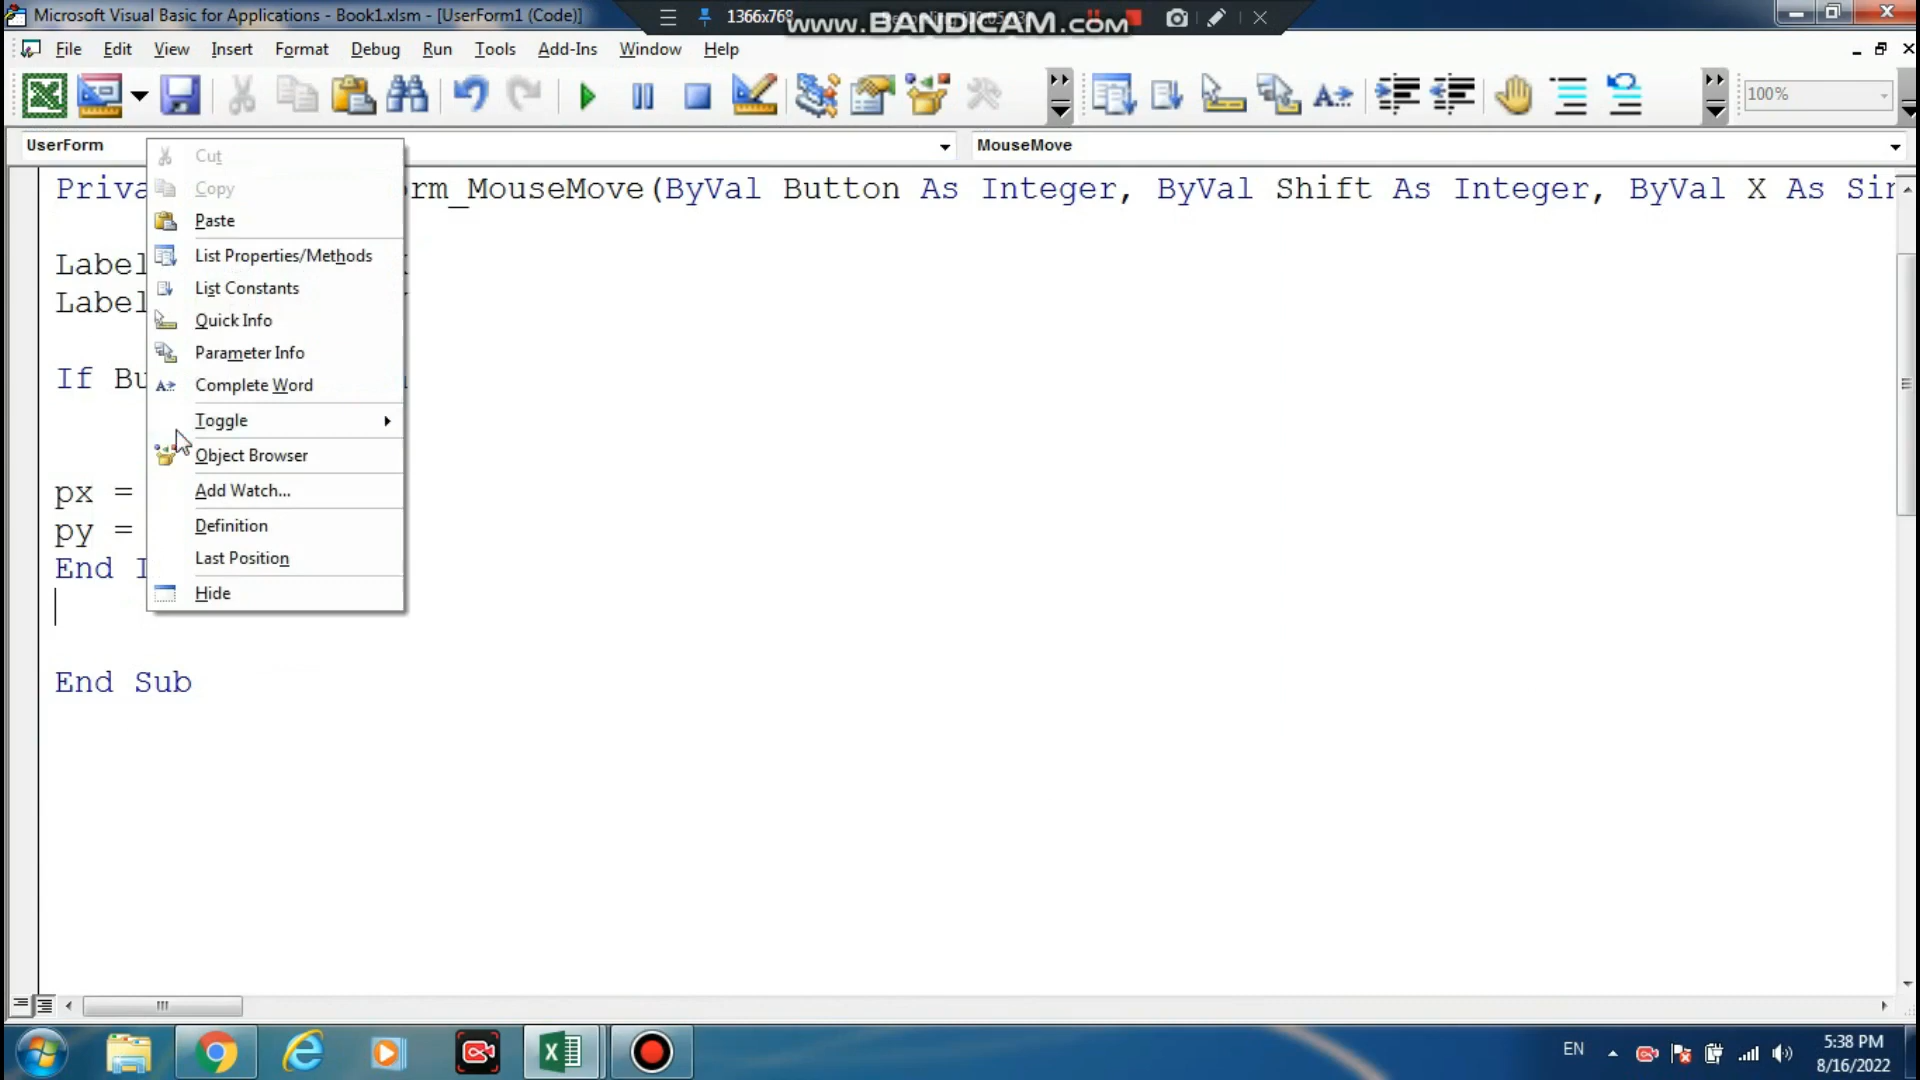 Microsoft Visual Basic for Applications - Book1.xlsm - [UserForm1 (Code)]
1366x768
www.BANDICAM.com
File Edit View Insert Format Debug Run Tools Add-Ins Window Help
100%
UserForm
MouseMove
Priva
rm_MouseMove(ByVal Button As Integer, ByVal Shift As Integer, ByVal X As Sin
Label
Label
If Bu
px =
py =
End I
End Sub
Cut
Copy
Paste
List Properties/Methods
List Constants
Quick Info
Parameter Info
Complete Word
Toggle
Object Browser
Add Watch...
Definition
Last Position
Hide
EN
5:38 PM
8/16/2022